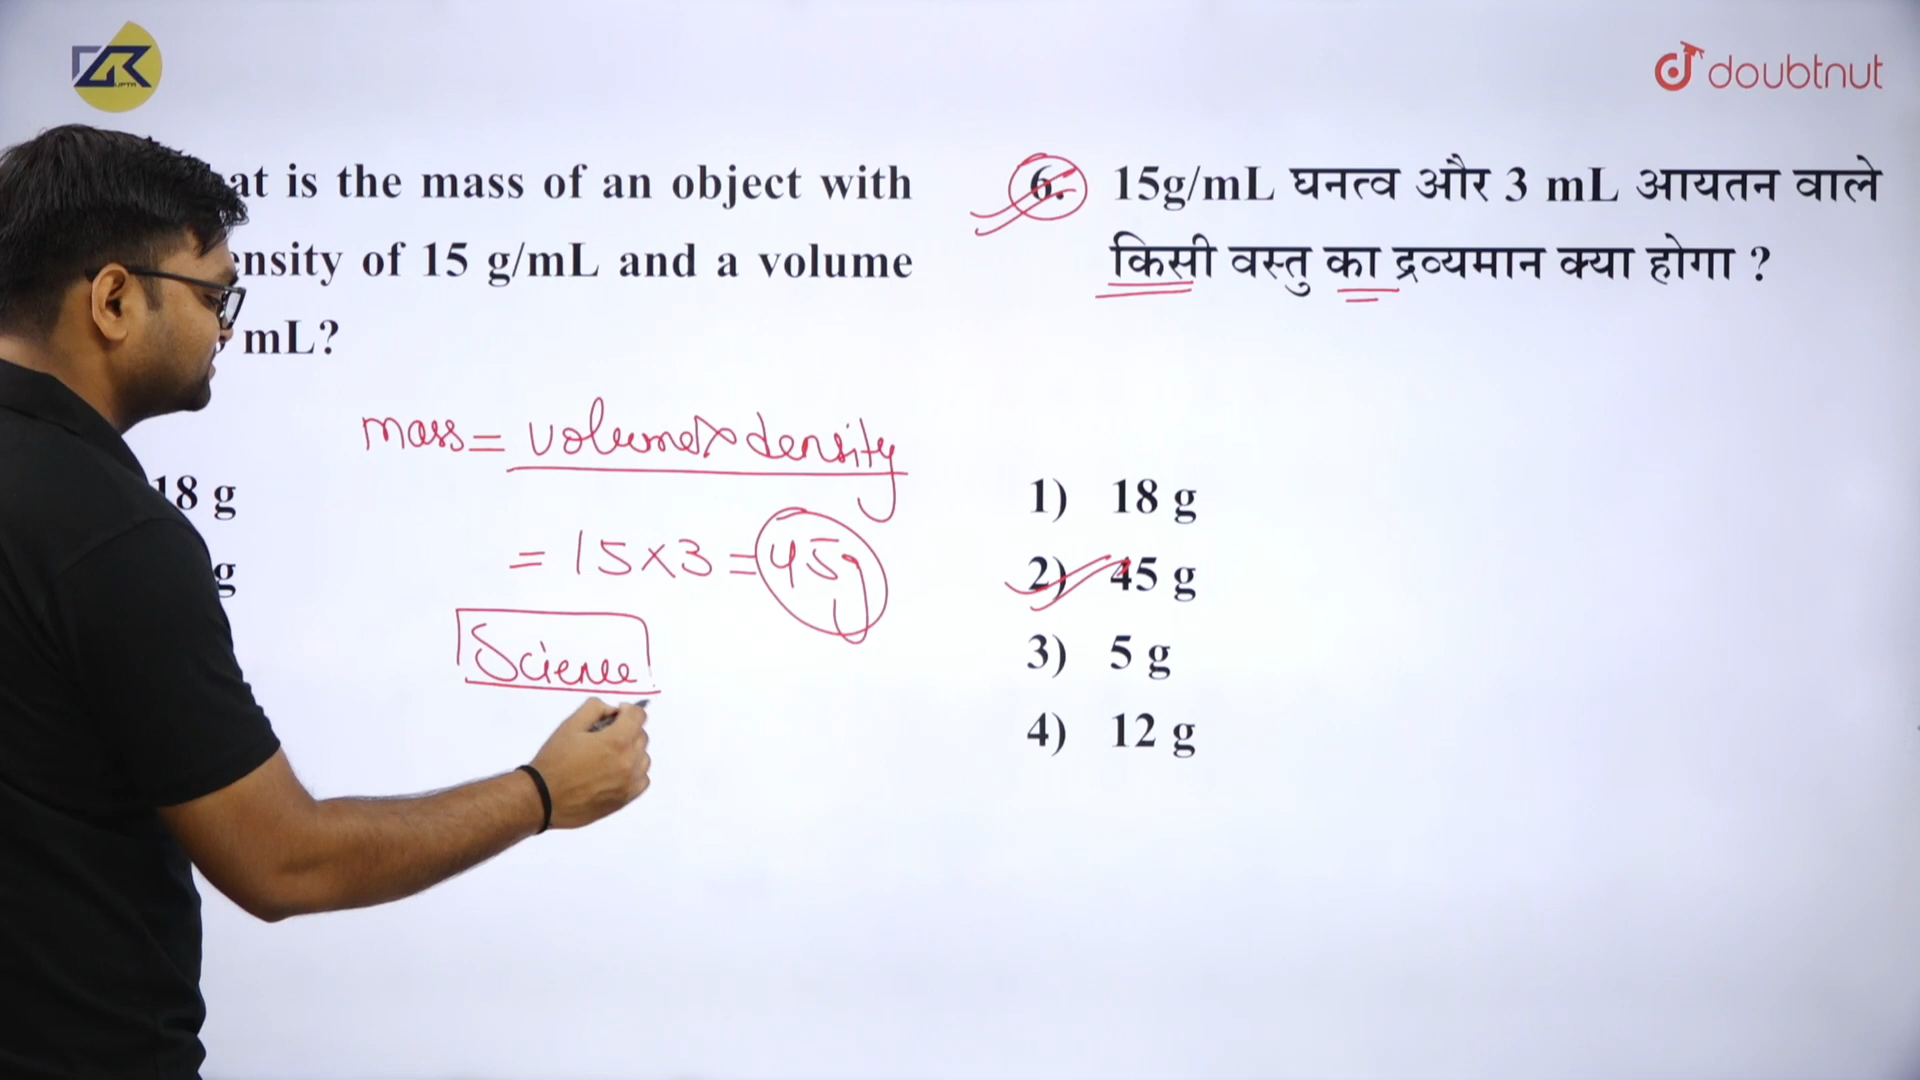 doubtnut
at is the mass of an object with
nsity of 15 g/mL and a volume
mL?
mass = volume × density
= 15 × 3 = 45g
Science
18 g
g
6. 15g/mL घनत्व और 3 mL आयतन वाले
किसी वस्तु का द्रव्यमान क्या होगा ?
1) 18 g
2) 45 g
3) 5 g
4) 12 g